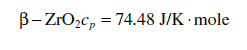 β–ZrO₂cₚ = 74.48 J/K·mole